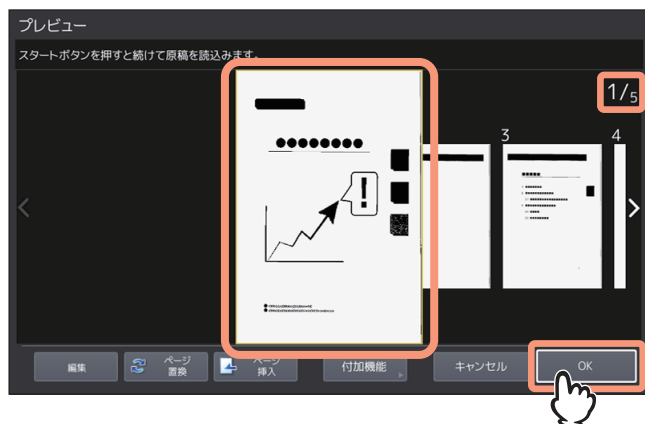 プレビュー
スタートボタンを押すと続けて原稿を読込みます。
1/5
3
4
!
編集
ページ
置換
ページ
挿入
付加機能
キャンセル
OK